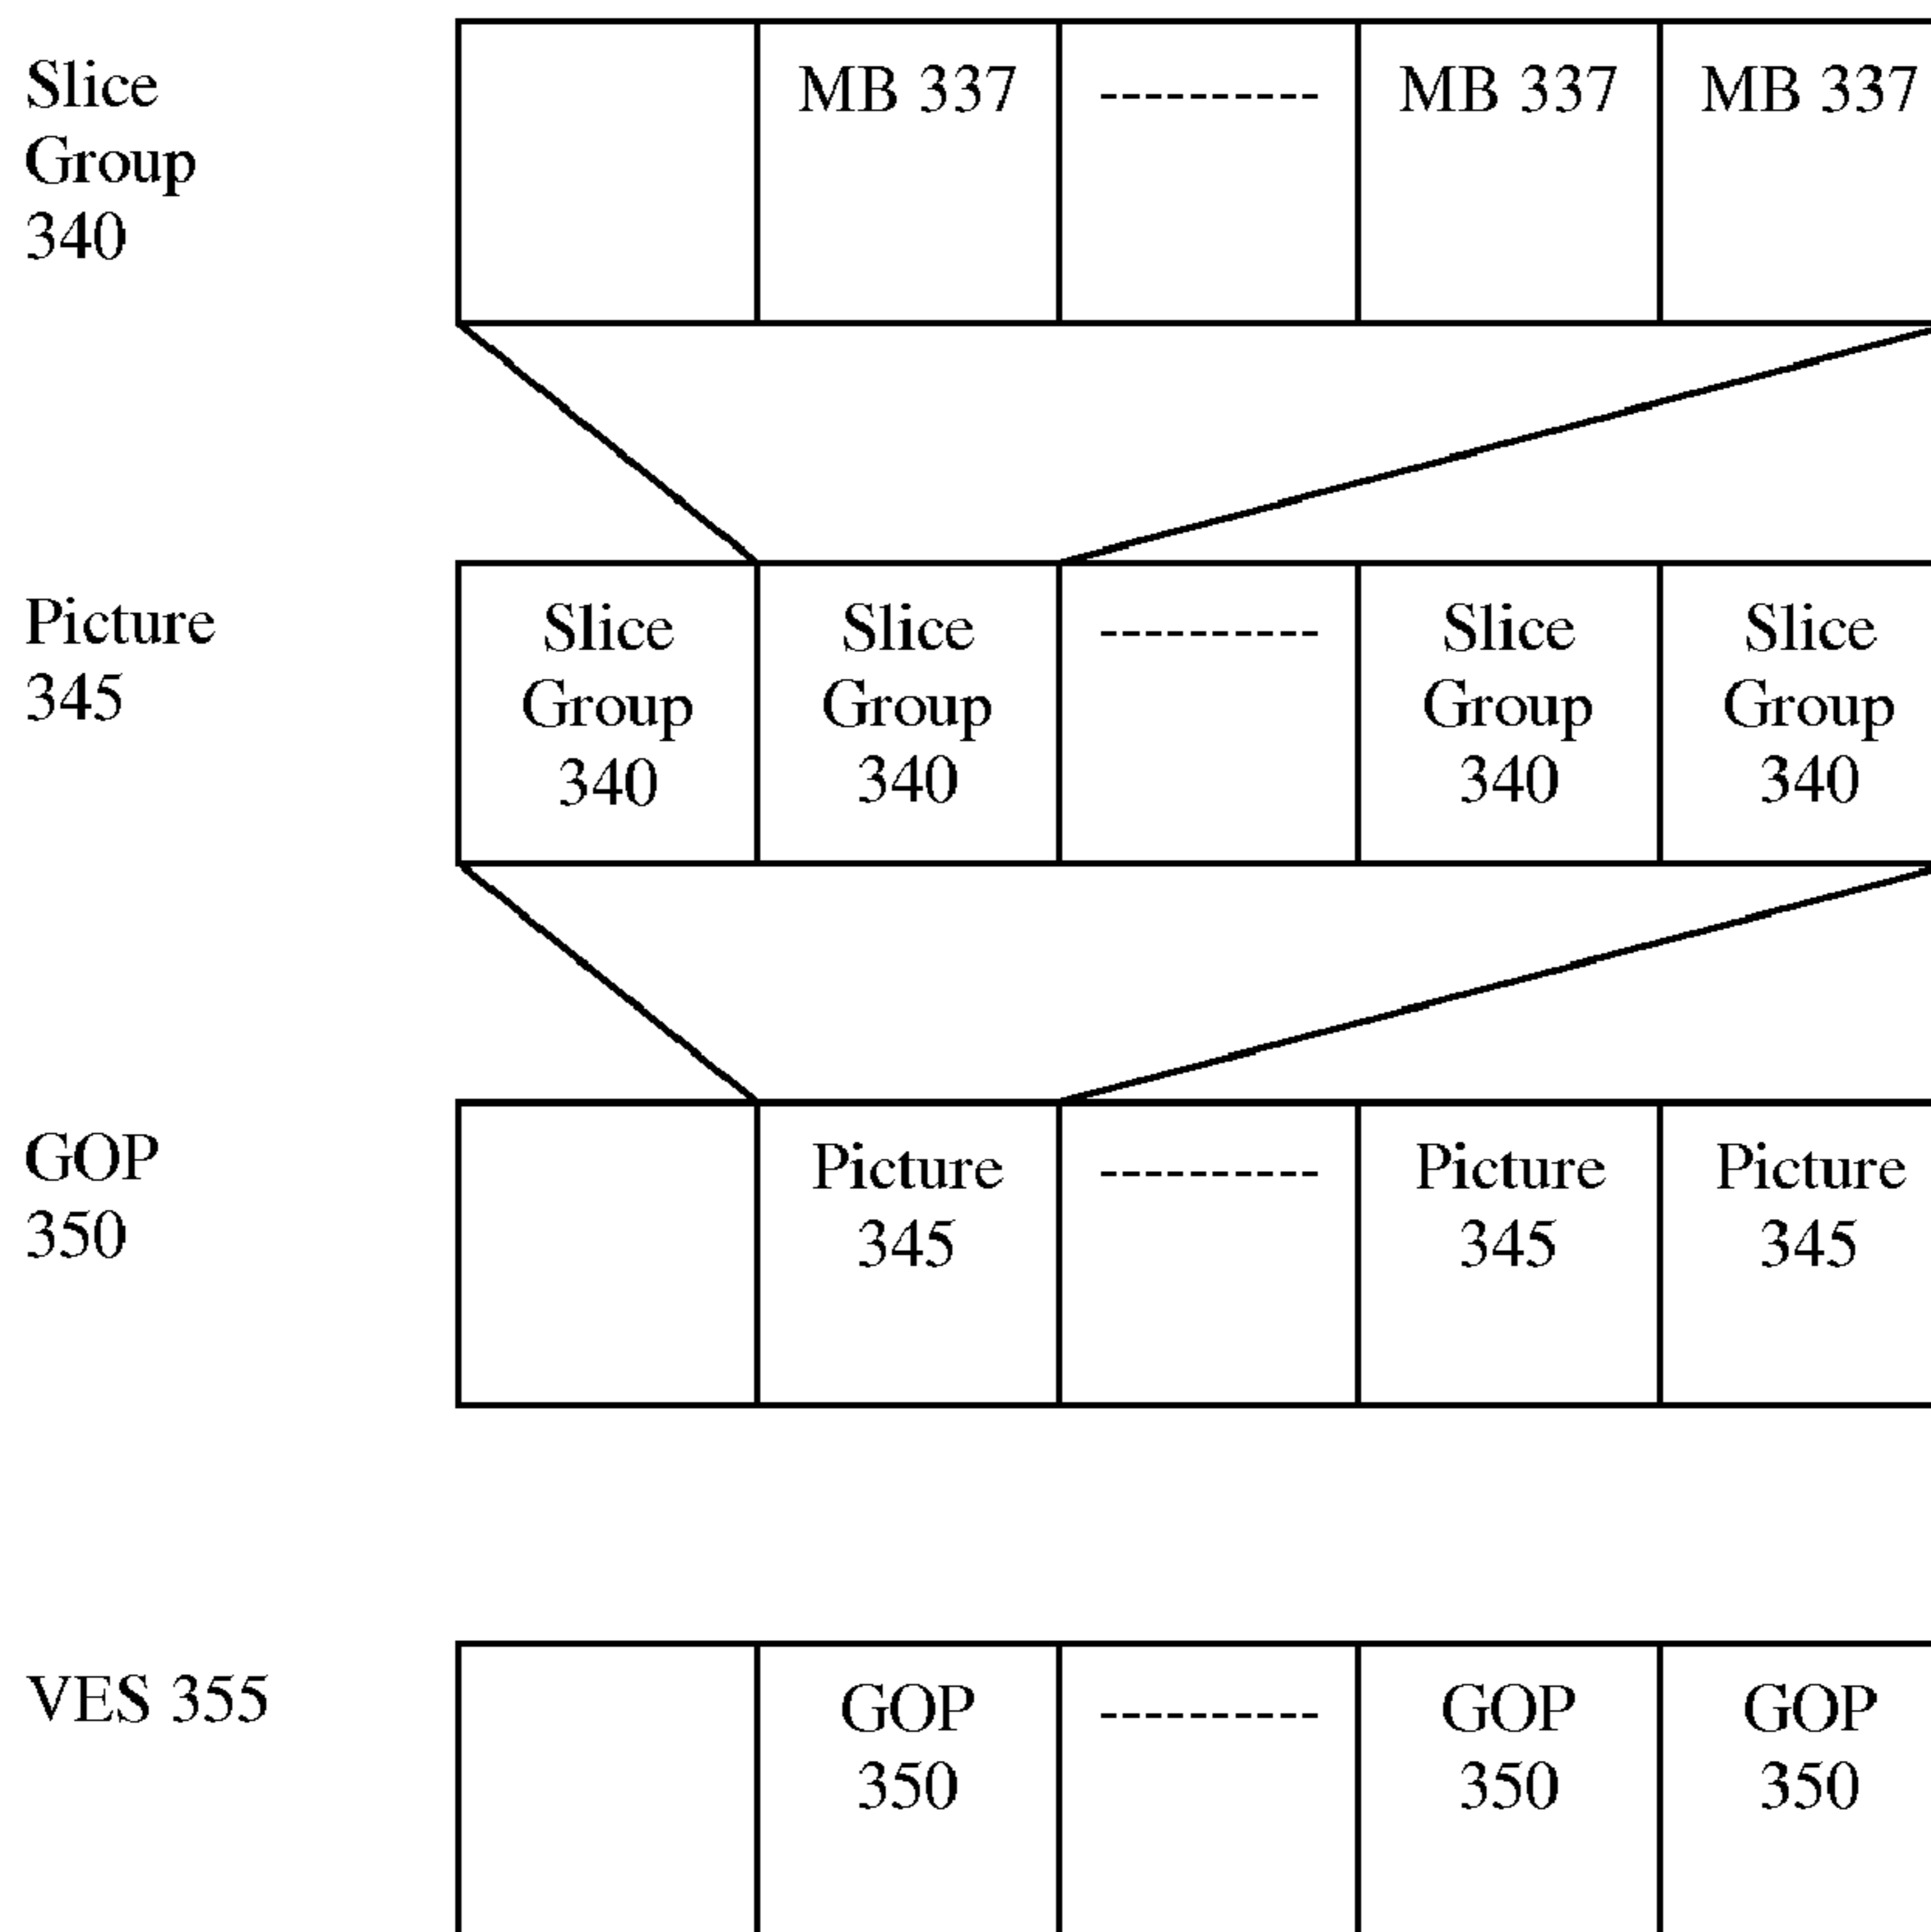 Slice
Group
340
MB 337
----------
MB 337
MB 337
Picture
345
Slice
Group
340
Slice
Group
340
----------
Slice
Group
340
Slice
Group
340
GOP
350
Picture
345
----------
Picture
345
Picture
345
VES 355
GOP
350
----------
GOP
350
GOP
350